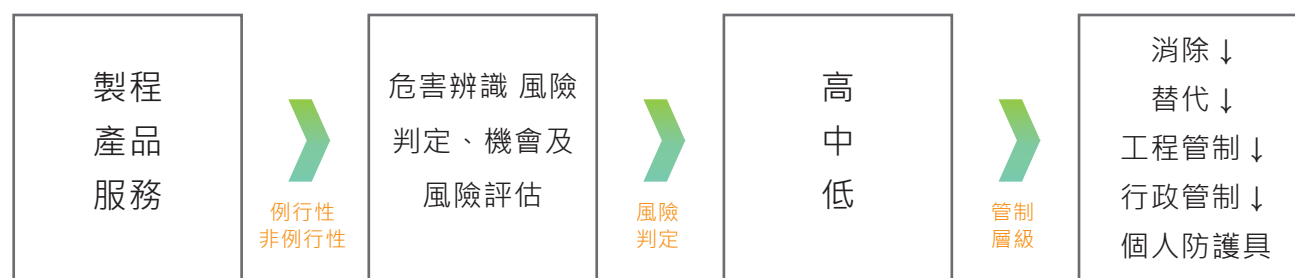 製程
產品
服務
例行性
非例行性
危害辨識 風險
判定、機會及
風險評估
風險
判定
高
中
低
管制
層級
消除↓
替代↓
工程管制↓
行政管制↓
個人防護具